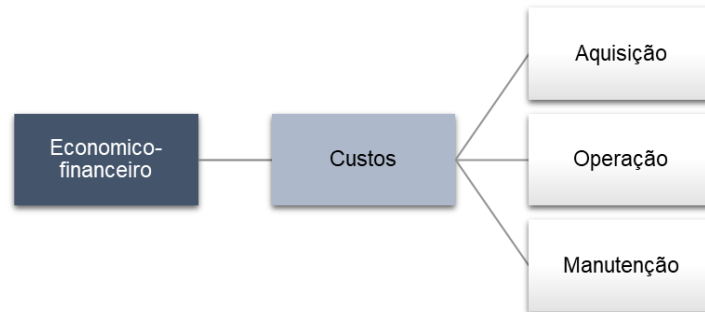 Economico-
financeiro
Custos
Aquisição
Operação
Manutenção